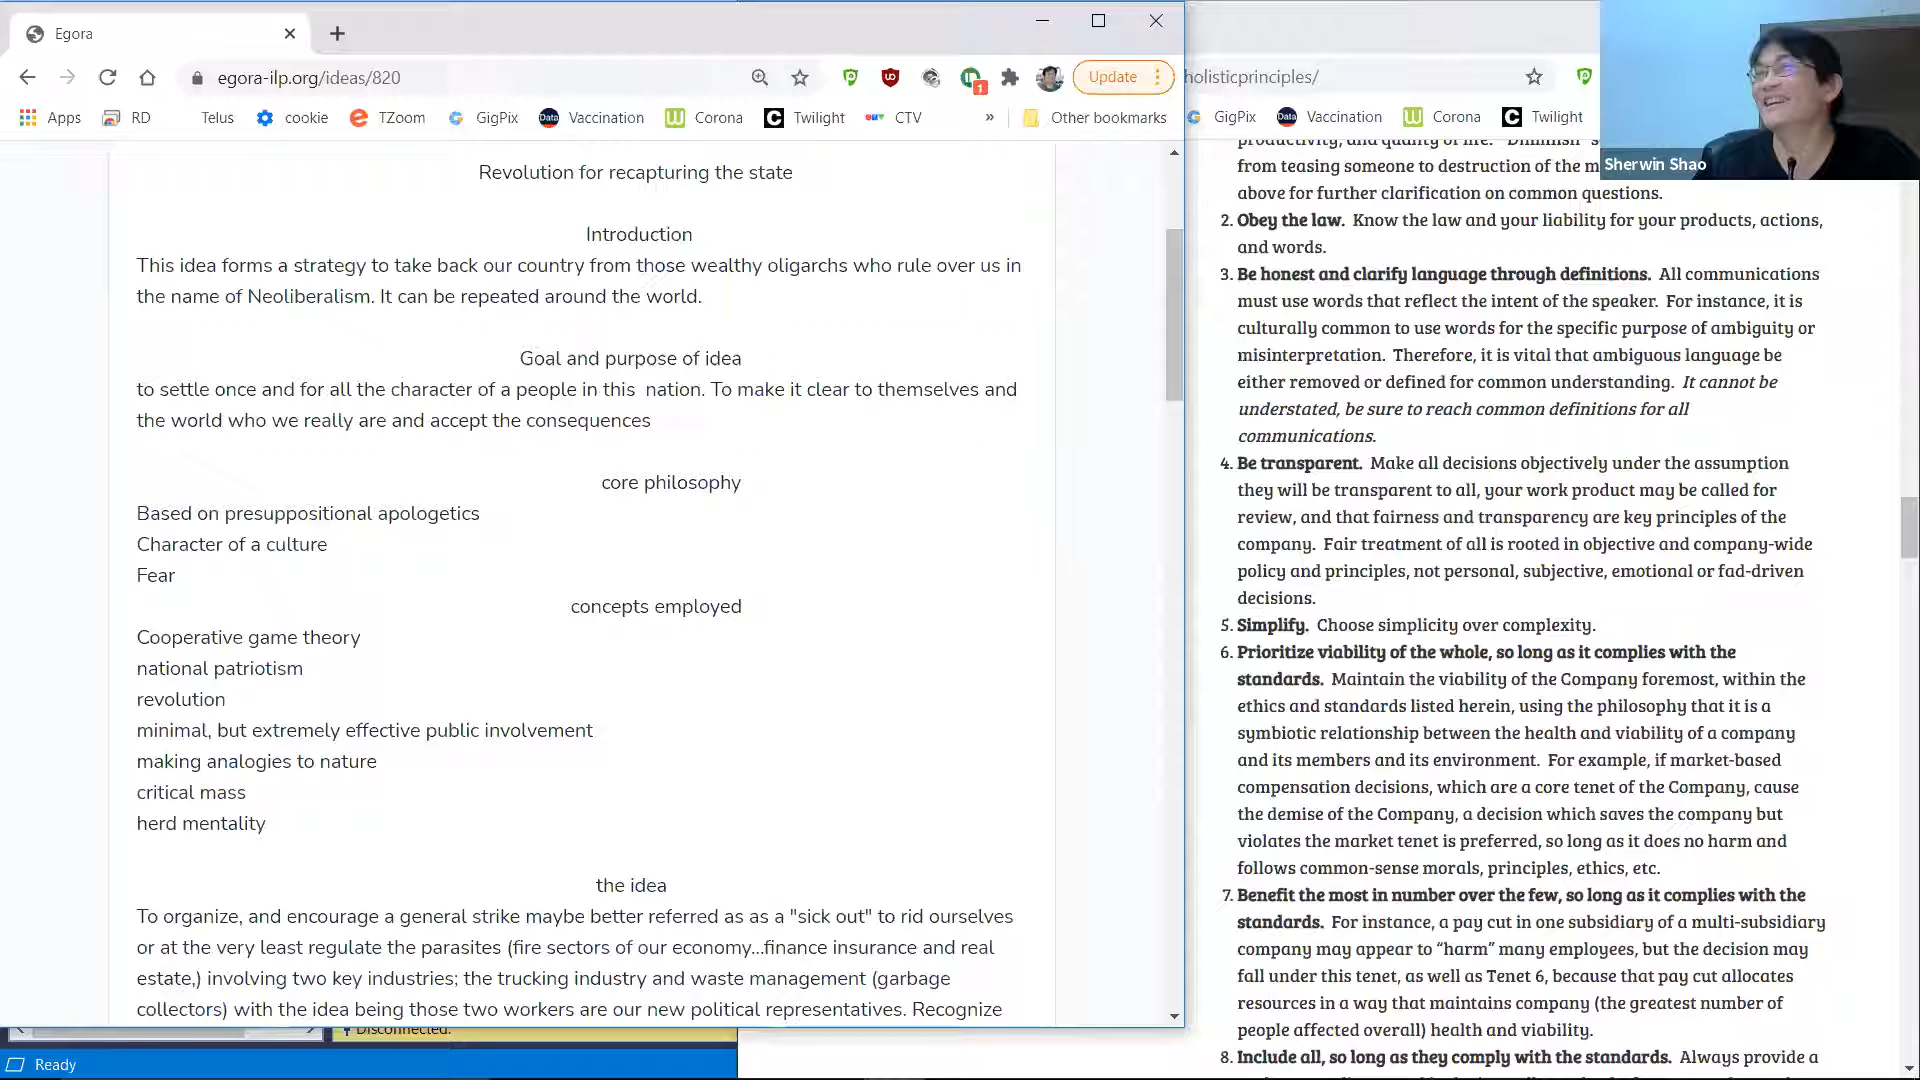 Egora
egora-ilp.org/ideas/820
Update
1
Apps
RD
Telus
cookie
TZoom
GigPix
Vaccination
Corona
Twilight
CTV
»
Other bookmarks
Revolution for recapturing the state
Introduction
This idea forms a strategy to take back our country from those wealthy oligarchs who rule over us in
the name of Neoliberalism. It can be repeated around the world.
Goal and purpose of idea
to settle once and for all the character of a people in this nation. To make it clear to themselves and
the world who we really are and accept the consequences
core philosophy
Based on presuppositional apologetics
Character of a culture
Fear
concepts employed
Cooperative game theory
national patriotism
revolution
minimal, but extremely effective public involvement
making analogies to nature
critical mass
herd mentality
the idea
To organize, and encourage a general strike maybe better referred as as a "sick out" to rid ourselves
or at the very least regulate the parasites (fire sectors of our economy...finance insurance and real
estate,) involving two key industries; the trucking industry and waste management (garbage
collectors) with the idea being those two workers are our new political representatives. Recognize
Disconnected.
Ready
holisticprinciples/
GigPix
Vaccination
Corona
Twilight
Sherwin Shao
productivity, and quality of life. "Diminish" s
from teasing someone to destruction of the m
above for further clarification on common questions.
2. Obey the law. Know the law and your liability for your products, actions,
and words.
3. Be honest and clarify language through definitions. All communications
must use words that reflect the intent of the speaker. For instance, it is
culturally common to use words for the specific purpose of ambiguity or
misinterpretation. Therefore, it is vital that ambiguous language be
either removed or defined for common understanding. It cannot be
understated, be sure to reach common definitions for all
communications.
4. Be transparent. Make all decisions objectively under the assumption
they will be transparent to all, your work product may be called for
review, and that fairness and transparency are key principles of the
company. Fair treatment of all is rooted in objective and company-wide
policy and principles, not personal, subjective, emotional or fad-driven
decisions.
5. Simplify. Choose simplicity over complexity.
6. Prioritize viability of the whole, so long as it complies with the
standards. Maintain the viability of the Company foremost, within the
ethics and standards listed herein, using the philosophy that it is a
symbiotic relationship between the health and viability of a company
and its members and its environment. For example, if market-based
compensation decisions, which are a core tenet of the Company, cause
the demise of the Company, a decision which saves the company but
violates the market tenet is preferred, so long as it does no harm and
follows common-sense morals, principles, ethics, etc.
7. Benefit the most in number over the few, so long as it complies with the
standards. For instance, a pay cut in one subsidiary of a multi-subsidiary
company may appear to “harm” many employees, but the decision may
fall under this tenet, as well as Tenet 6, because that pay cut allocates
resources in a way that maintains company (the greatest number of
people affected overall) health and viability.
8. Include all, so long as they comply with the standards. Always provide a